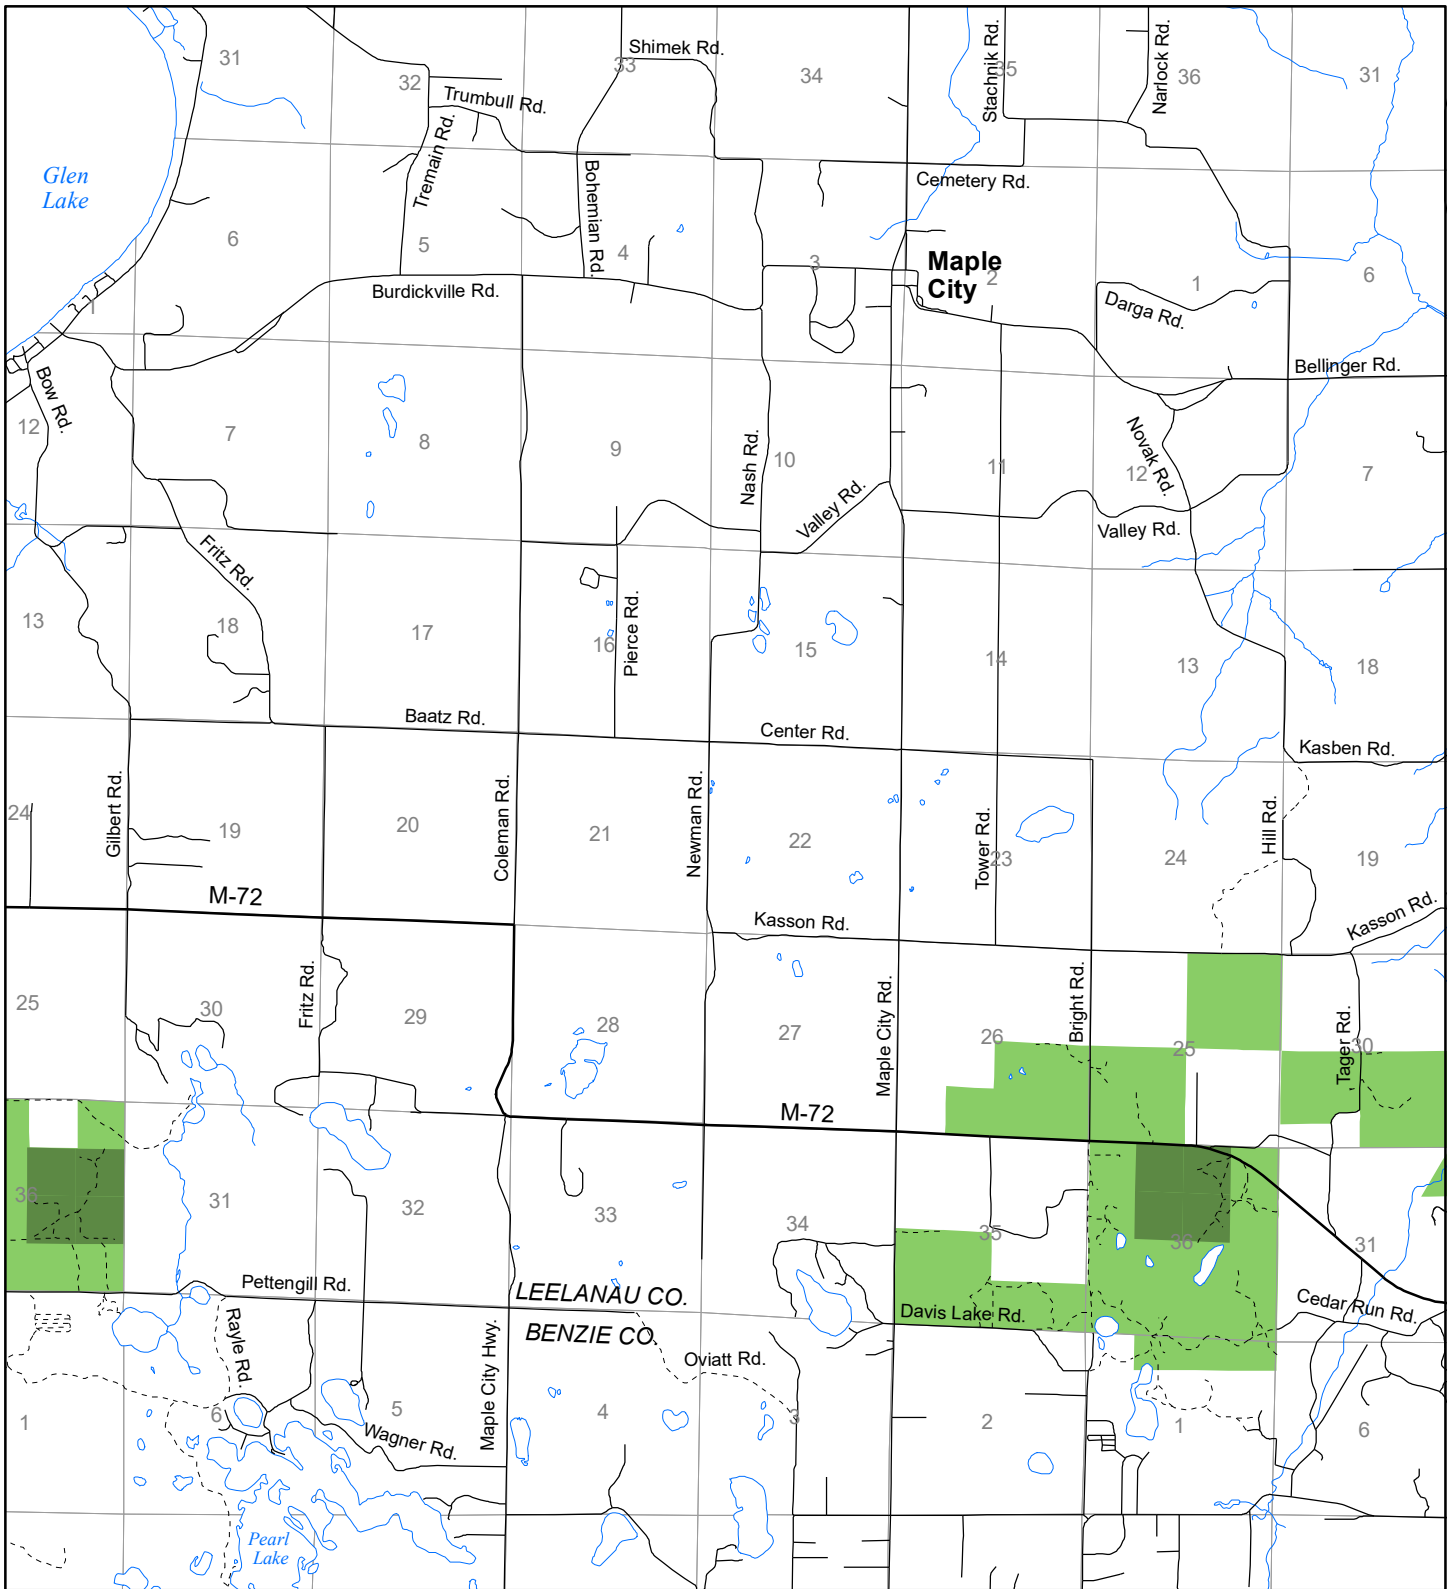 Shimek Rd.
Stachnik Rd.
Narlock Rd.
31
32
33
34
35
36
31
Trumbull Rd.
Tremain Rd.
Bohemian Rd.
Cemetery Rd.
Glen
Lake
6
5
4
3
2
1
6
Maple
City
Burdickville Rd.
Darga Rd.
1
Bellinger Rd.
Bow Rd.
12
7
8
9
10
11
12
7
Nash Rd.
Novak Rd.
Valley Rd.
Valley Rd.
Fritz Rd.
13
18
17
16
15
14
13
18
Pierce Rd.
Baatz Rd.
Center Rd.
Kasben Rd.
Gilbert Rd.
Coleman Rd.
Newman Rd.
Tower Rd.
Hill Rd.
24
19
20
21
22
23
24
19
M-72
Kasson Rd.
Kasson Rd.
Fritz Rd.
Maple City Rd.
Bright Rd.
Tager Rd.
25
30
29
28
27
26
25
30
M-72
36
31
32
33
34
35
36
31
Pettengill Rd.
LEELANAU CO.
BENZIE CO.
Davis Lake Rd.
Cedar Run Rd.
Rayle Rd.
Maple City Hwy.
Oviatt Rd.
1
6
5
4
3
2
1
6
Wagner Rd.
Pearl
Lake